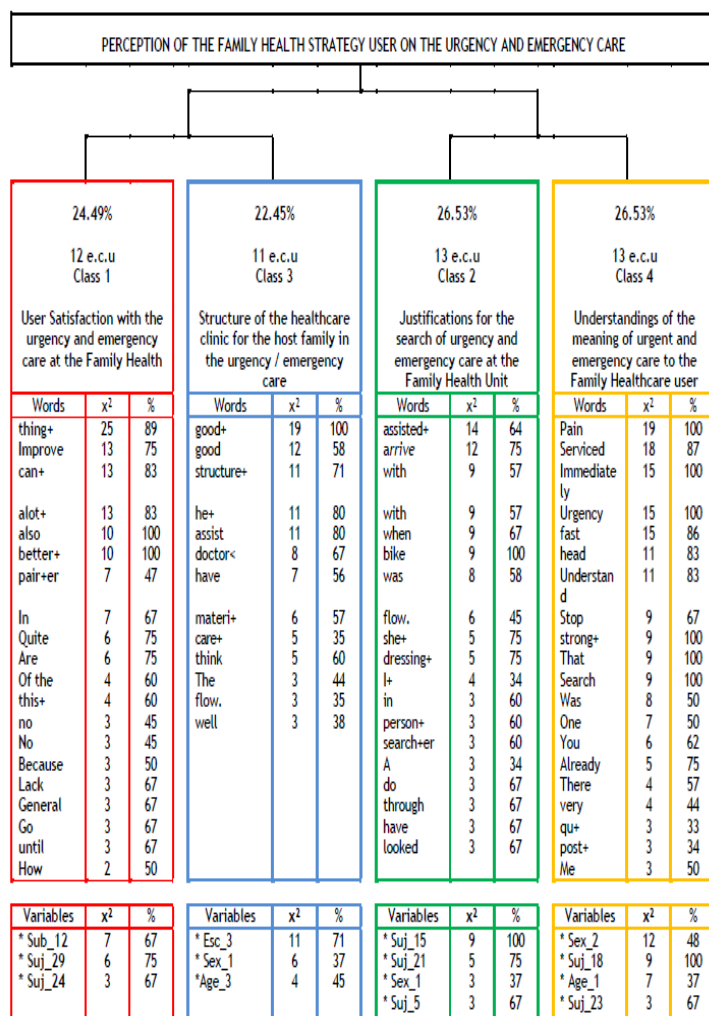 PERCEPTION OF THE FAMILY HEALTH STRATEGY USER ON THE URGENCY AND EMERGENCY CARE
24.49%
12 e.c.u
Class 1
User Satisfaction with the
urgency and emergency
care at the Family Health
Words x² %
thing+ 25 89
Improve 13 75
can+ 13 83
alot+ 13 83
also 10 100
better+ 10 100
pair+er 7 47
In 7 67
Quite 6 75
Are 6 75
Of the 4 60
this+ 4 60
no 3 45
No 3 45
Because 3 50
Lack 3 67
General 3 67
Go 3 67
until 3 67
How 2 50
Variables x² %
* Sub_12 7 67
* Suj_29 6 75
* Suj_24 3 67
22.45%
11 e.c.u
Class 3
Structure of the healthcare
clinic for the host family in
the urgency / emergency
care
Words x² %
good+ 19 100
good 12 58
structure+ 11 71
he+ 11 80
assist 11 80
doctor< 8 67
have 7 56
materi+ 6 57
care+ 5 35
think 5 60
The 3 44
flow. 3 35
well 3 38
Variables x² %
* Esc_3 11 71
* Sex_1 6 37
*Age_3 4 45
26.53%
13 e.c.u
Class 2
Justifications for the
search of urgency and
emergency care at the
Family Health Unit
Words x² %
assisted+ 14 64
arrive 12 75
with 9 57
with 9 57
when 9 67
bike 9 100
was 8 58
flow. 6 45
she+ 5 75
dressing+ 5 75
I+ 4 34
in 3 60
person+ 3 60
search+er 3 60
A 3 34
do 3 67
through 3 67
have 3 67
looked 3 67
Variables x² %
* Suj_15 9 100
* Suj_21 5 75
* Sex_1 3 37
* Suj_5 3 67
26.53%
13 e.c.u
Class 4
Understandings of the
meaning of urgent and
emergency care to the
Family Healthcare user
Words x² %
Pain 19 100
Serviced 18 87
Immediate 15 100
ly
Urgency 15 100
fast 15 86
head 11 83
Understan 11 83
d
Stop 9 67
strong+ 9 100
That 9 100
Search 9 100
Was 8 50
One 7 50
You 6 62
Already 5 75
There 4 57
very 4 44
qu+ 3 33
post+ 3 34
Me 3 50
Variables x² %
* Sex_2 12 48
* Suj_18 9 100
* Age_1 7 37
* Suj_23 3 67